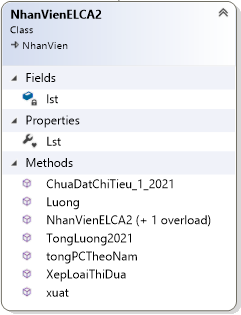 NhanVienELCA2
Class
NhanVien
Fields
lst
Properties
Lst
Methods
ChuaDatChiTieu_1_2021
Luong
NhanVienELCA2 (+ 1 overload)
TongLuong2021
tongPCTheoNam
XepLoaiThiDua
xuat